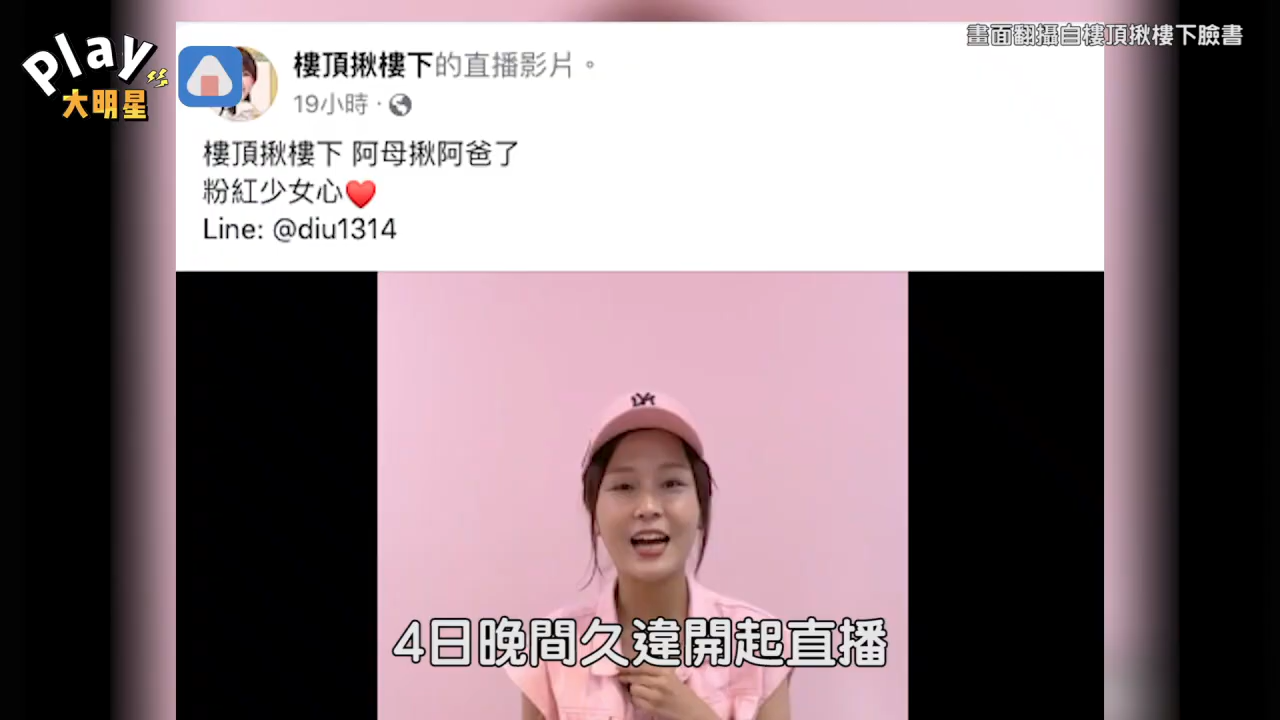 Play
大明星
畫面翻攝自樓頂揪樓下臉書
樓頂揪樓下的直播影片。
19小時·
樓頂揪樓下 阿母揪阿爸了
粉紅少女心❤️
Line: @diu1314
4日晚間久違開起直播